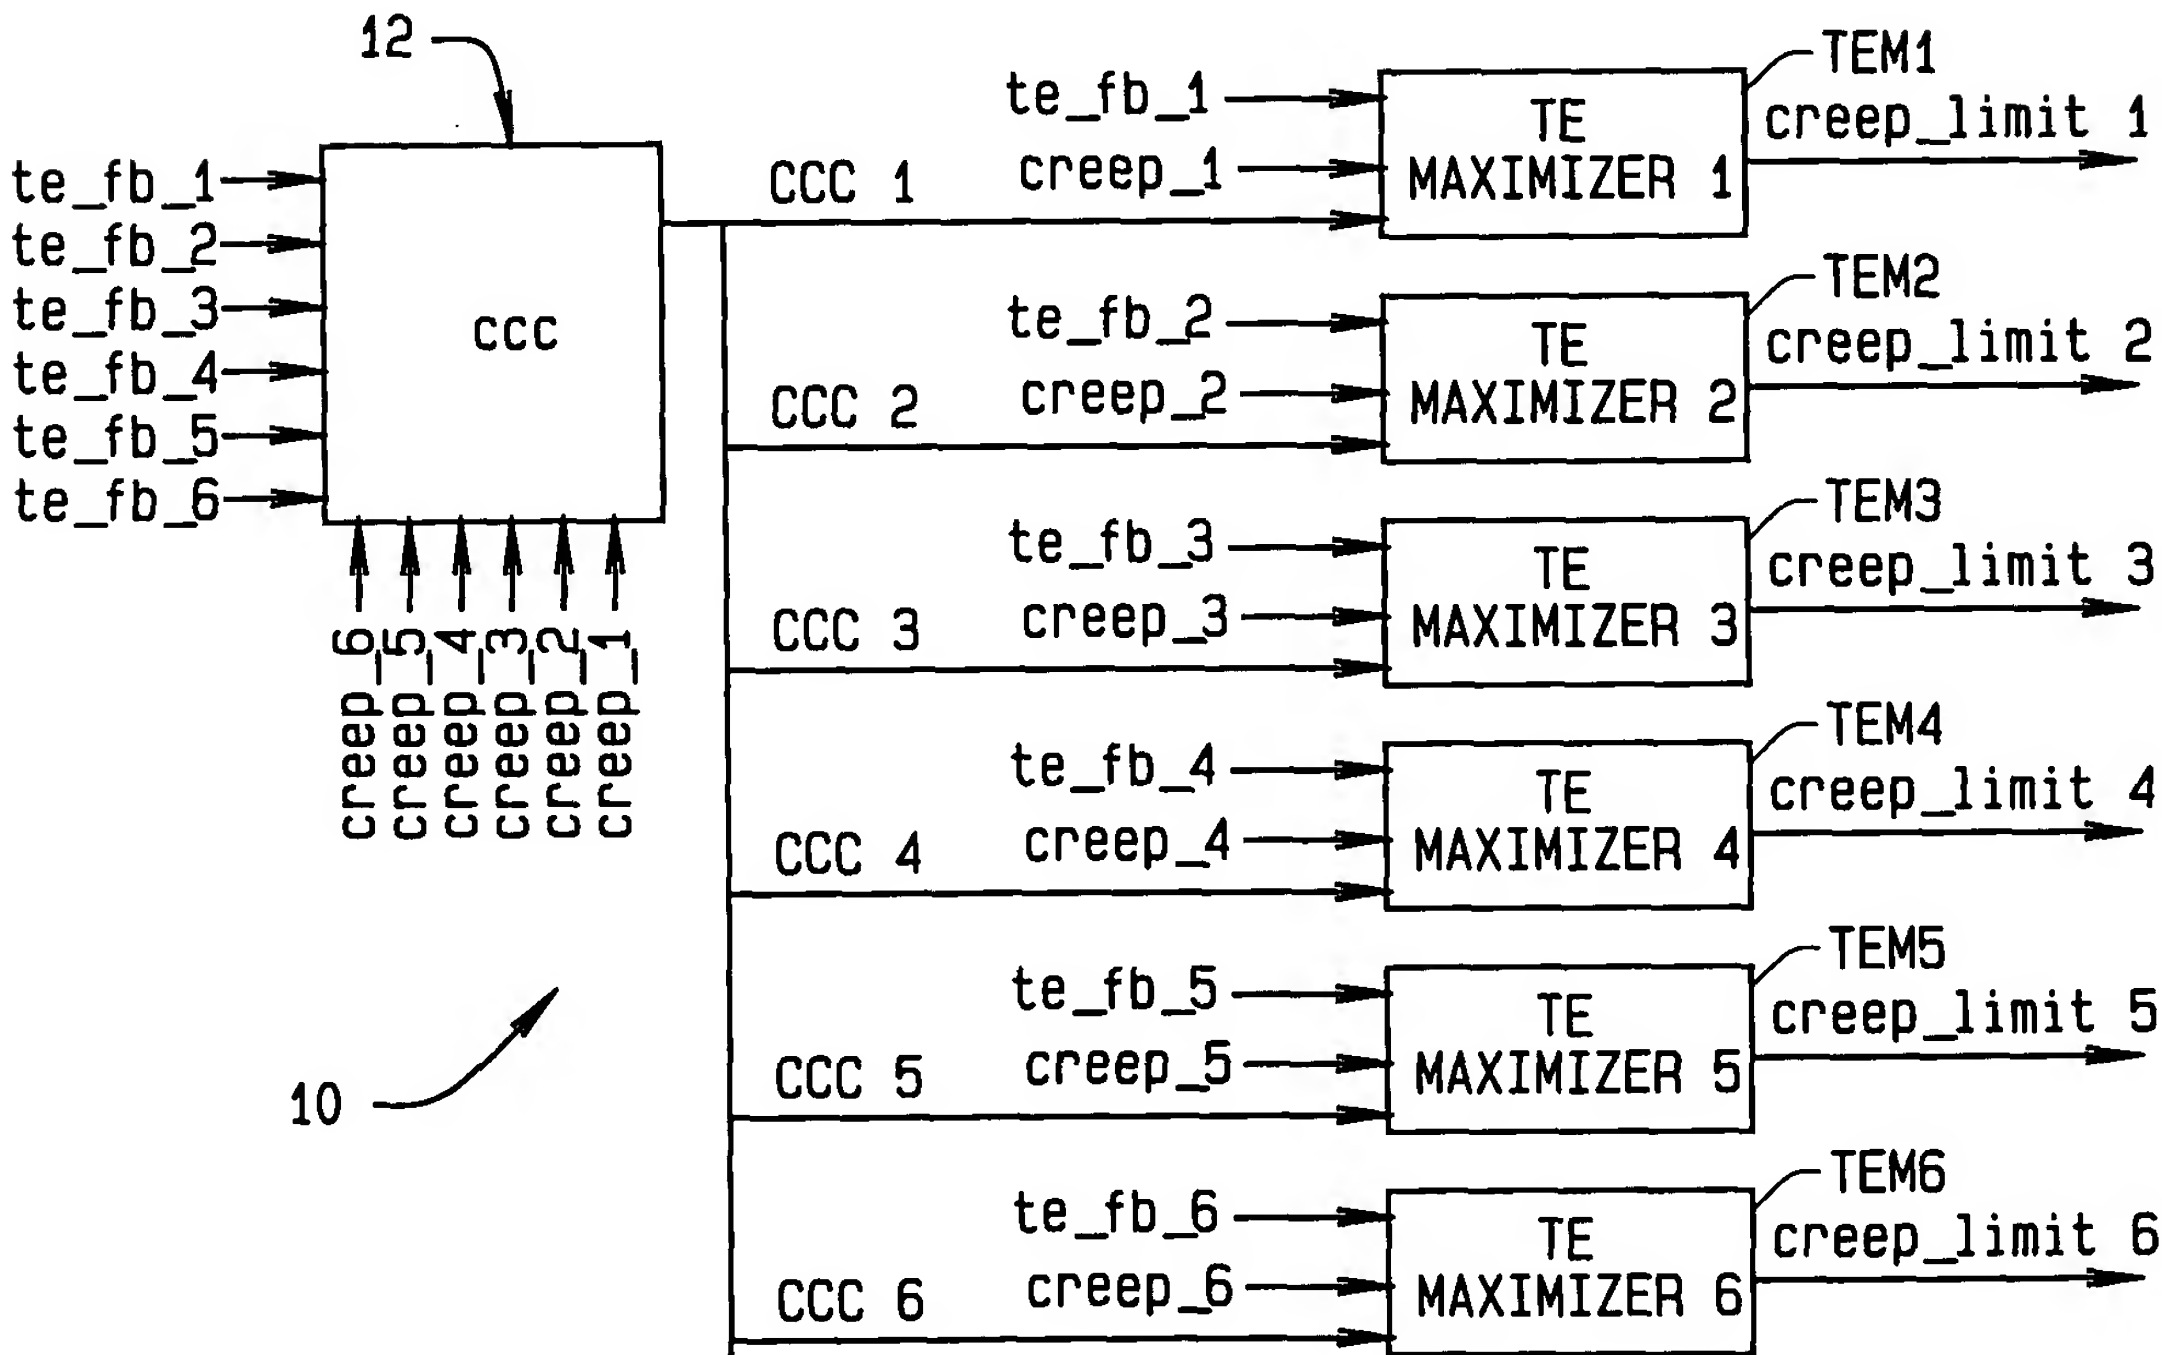 12
te_fb_1
te_fb_2
te_fb_3
te_fb_4
te_fb_5
te_fb_6
CCC
creep_6
creep_5
creep_4
creep_3
creep_2
creep_1
10
CCC 1
te_fb_1
creep_1
TE
MAXIMIZER 1
TEM1
creep_limit 1
CCC 2
te_fb_2
creep_2
TE
MAXIMIZER 2
TEM2
creep_limit 2
CCC 3
te_fb_3
creep_3
TE
MAXIMIZER 3
TEM3
creep_limit 3
CCC 4
te_fb_4
creep_4
TE
MAXIMIZER 4
TEM4
creep_limit 4
CCC 5
te_fb_5
creep_5
TE
MAXIMIZER 5
TEM5
creep_limit 5
CCC 6
te_fb_6
creep_6
TE
MAXIMIZER 6
TEM6
creep_limit 6